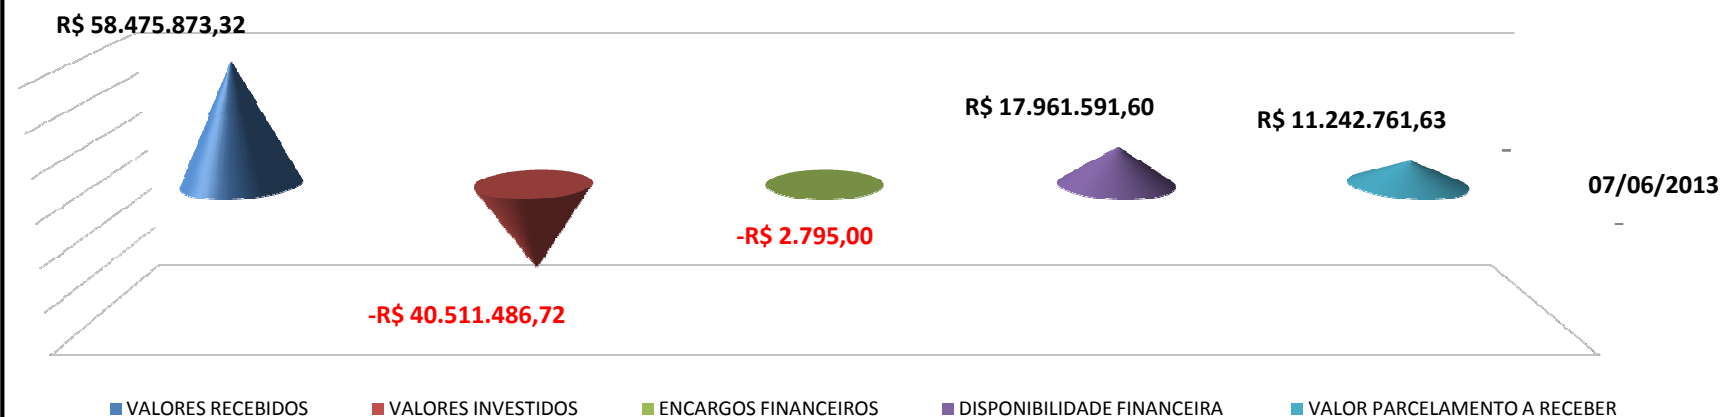 R$ 58.475.873,32
R$ 17.961.591,60
R$ 11.242.761,63
07/06/2013
-R$ 2.795,00
-R$ 40.511.486,72
VALORES RECEBIDOS VALORES INVESTIDOS ENCARGOS FINANCEIROS DISPONIBILIDADE FINANCEIRA VALOR PARCELAMENTO A RECEBER